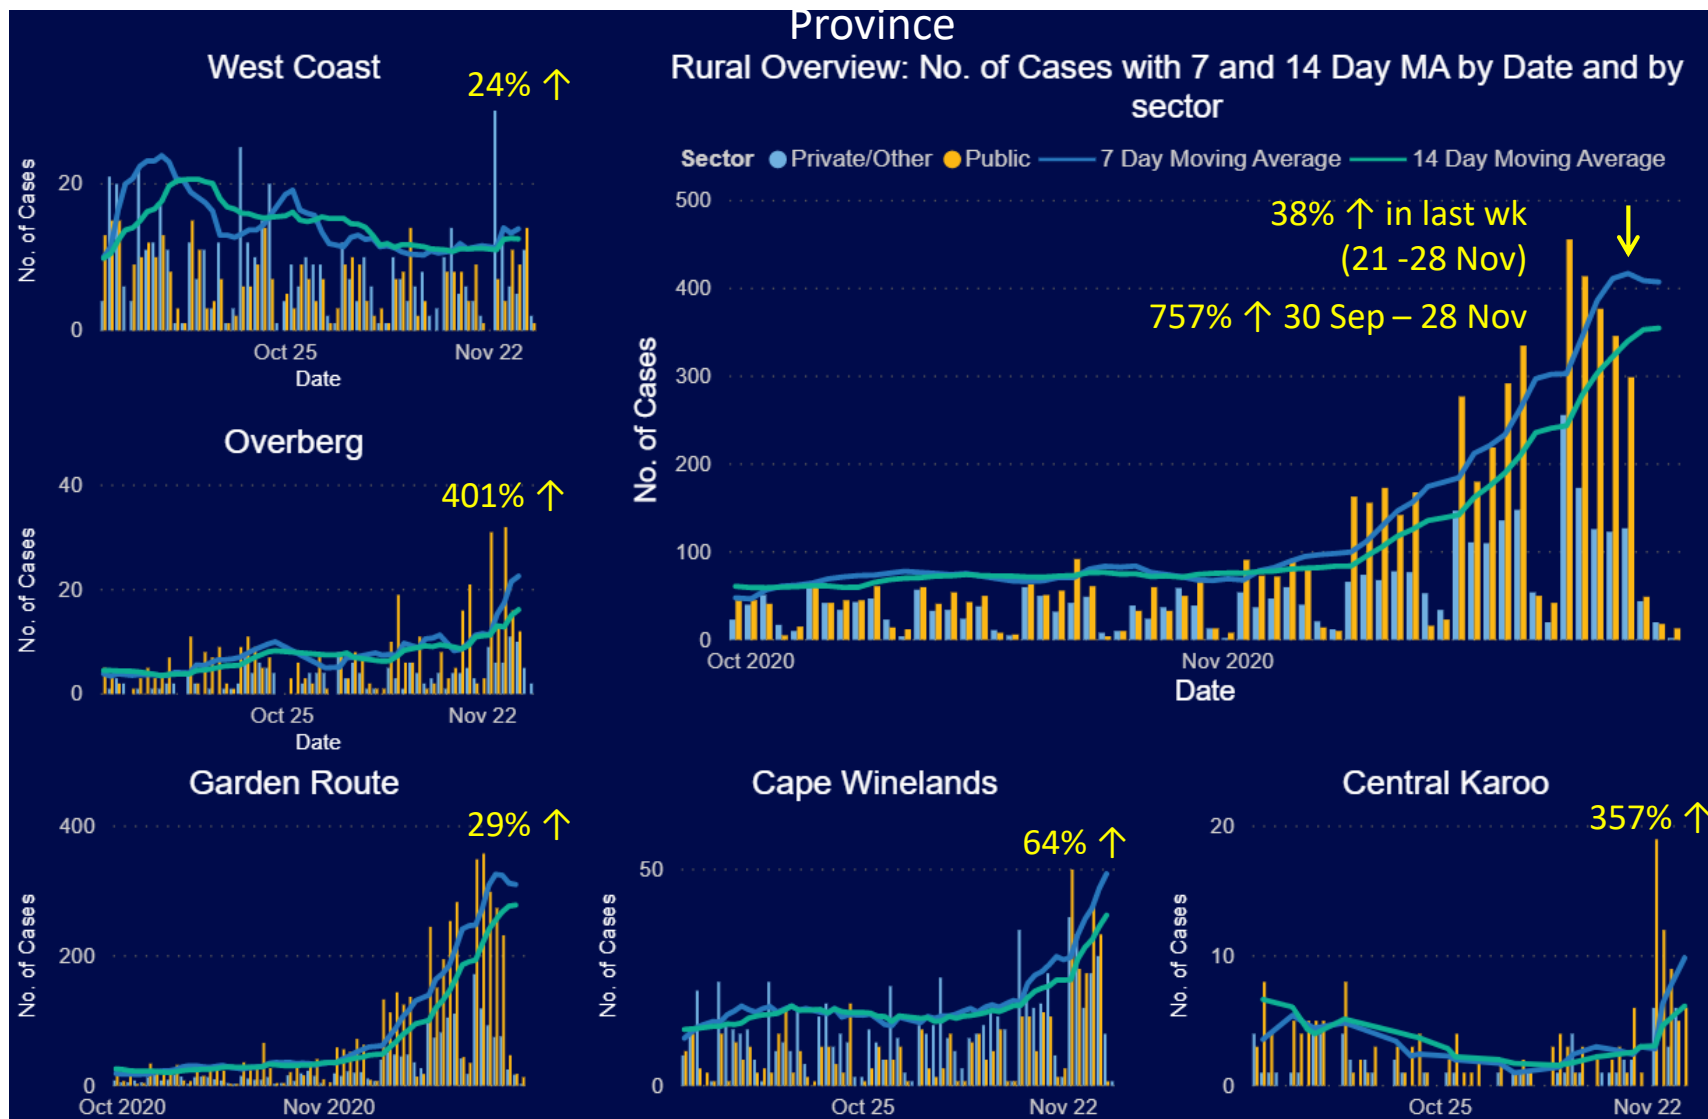 Province
West Coast
24% ↑
No. of Cases
20
0
Oct 25
Nov 22
Date
Rural Overview: No. of Cases with 7 and 14 Day MA by Date and by
sector
Sector Private/Other Public 7 Day Moving Average 14 Day Moving Average
500
400
300
200
100
0
No. of Cases
38% ↑ in last wk
(21 -28 Nov)
757% ↑ 30 Sep – 28 Nov
Oct 2020
Nov 2020
Date
Overberg
401% ↑
No. of Cases
40
20
0
Oct 25
Nov 22
Date
Garden Route
29% ↑
No. of Cases
400
200
0
Oct 2020
Nov 2020
Cape Winelands
64% ↑
No. of Cases
50
0
Oct 25
Nov 22
Central Karoo
357% ↑
No. of Cases
20
10
0
Oct 25
Nov 22